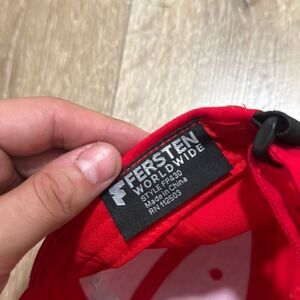 FERSTEN
WORLDWIDE
STYLE FP430
Made in China
RN 112503